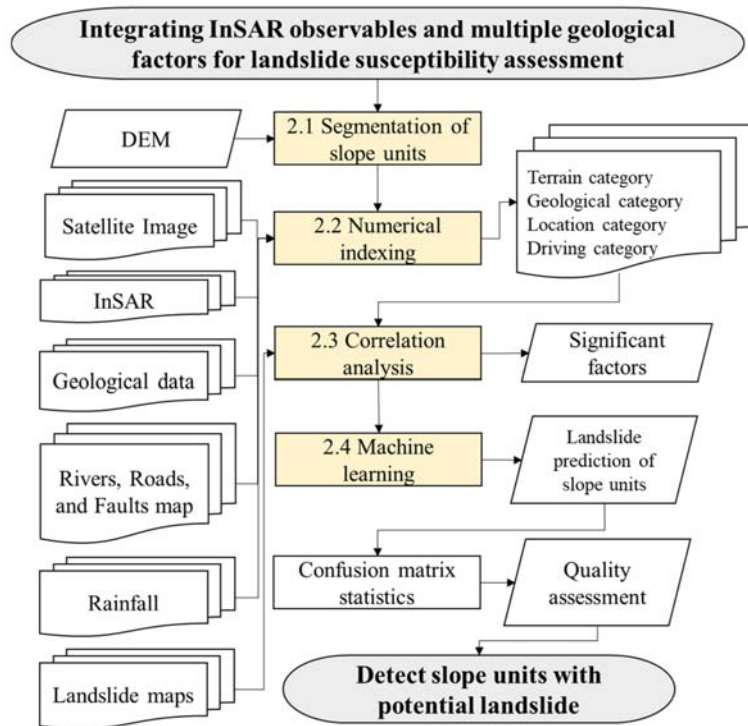 Integrating InSAR observables and multiple geological
factors for landslide susceptibility assessment
DEM
2.1 Segmentation of
slope units
Satellite Image
2.2 Numerical
indexing
Terrain category
Geological category
Location category
Driving category
InSAR
Geological data
2.3 Correlation
analysis
Significant
factors
Rivers, Roads,
and Faults map
2.4 Machine
learning
Landslide
prediction of
slope units
Rainfall
Confusion matrix
statistics
Quality
assessment
Landslide maps
Detect slope units with
potential landslide